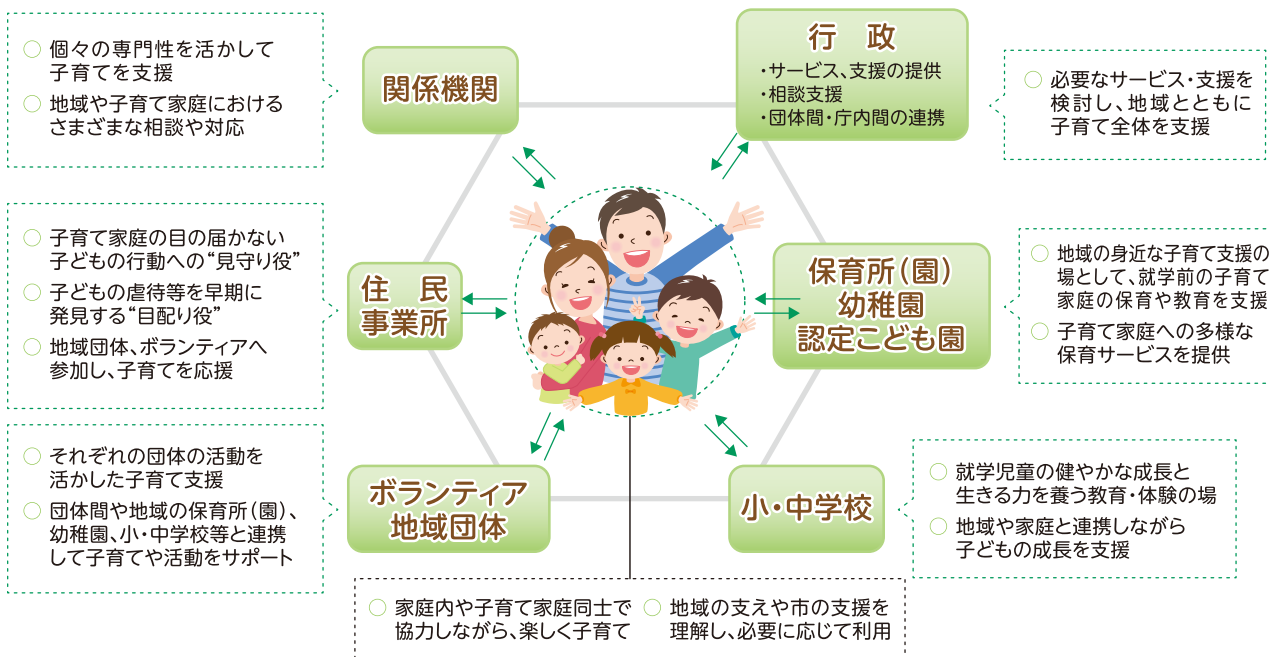 ○ 個々の専門性を活かして
子育てを支援
○ 地域や子育て家庭における
さまざまな相談や対応
関係機関
行 政
・サービス、支援の提供
・相談支援
・団体間・庁内間の連携
○ 必要なサービス・支援を
検討し、地域とともに
子育て全体を支援
○ 子育て家庭の目の届かない
子どもの行動への“見守り役”
○ 子どもの虐待等を早期に
発見する“目配り役”
○ 地域団体、ボランティアへ
参加し、子育てを応援
住 民
事業所
保育所(園)
幼稚園
認定こども園
○ 地域の身近な子育て支援の
場として、就学前の子育て
家庭の保育や教育を支援
○ 子育て家庭への多様な
保育サービスを提供
○ それぞれの団体の活動を
活かした子育て支援
○ 団体間や地域の保育所(園)、
幼稚園、小・中学校等と連携
して子育てや活動をサポート
ボランティア
地域団体
小・中学校
○ 就学児童の健やかな成長と
生きる力を養う教育・体験の場
○ 地域や家庭と連携しながら
子どもの成長を支援
○ 家庭内や子育て家庭同士で
協力しながら、楽しく子育て
○ 地域の支えや市の支援を
理解し、必要に応じて利用